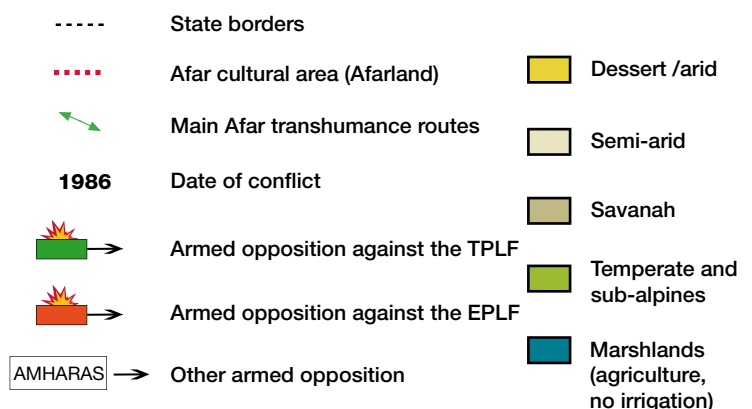 State borders
Afar cultural area (Afarland)
Main Afar transhumance routes
1986 Date of conflict
Armed opposition against the TPLF
Armed opposition against the EPLF
AMHARAS Other armed opposition
Dessert /arid
Semi-arid
Savanah
Temperate and
sub-alpines
Marshlands
(agriculture,
no irrigation)